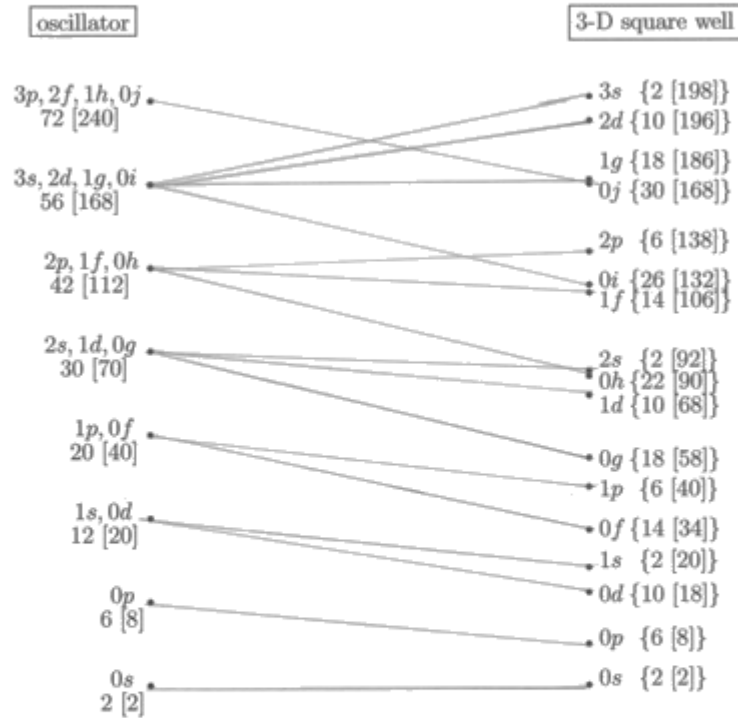 oscillator
3-D square well
3p, 2f, 1h, 0j
72 [240]
3s, 2d, 1g, 0i
56 [168]
2p, 1f, 0h
42 [112]
2s, 1d, 0g
30 [70]
1p, 0f
20 [40]
1s, 0d
12 [20]
0p
6 [8]
0s
2 [2]
3s {2 [198]}
2d {10 [196]}
1g {18 [186]}
0j {30 [168]}
2p {6 [138]}
0i {26 [132]}
1f {14 [106]}
2s {2 [92]}
0h {22 [90]}
1d {10 [68]}
0g {18 [58]}
1p {6 [40]}
0f {14 [34]}
1s {2 [20]}
0d {10 [18]}
0p {6 [8]}
0s {2 [2]}